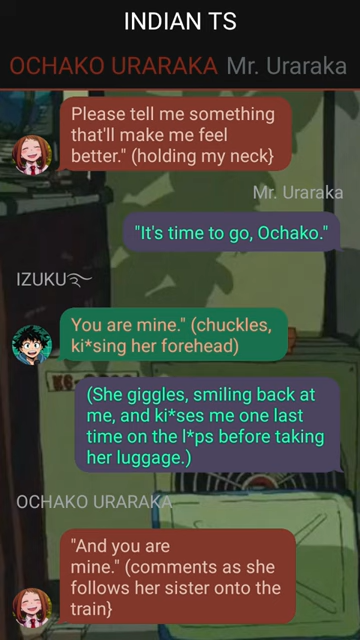 INDIAN TS
OCHAKO URARAKA Mr. Uraraka
Please tell me something
that'll make me feel
better." (holding my neck}
Mr. Uraraka
"It's time to go, Ochako."
IZUKU࿐
You are mine." (chuckles,
ki*sing her forehead)
(She giggles, smiling back at
me, and ki*ses me one last
time on the l*ps before taking
her luggage.)
OCHAKO URARAKA
"And you are
mine." (comments as she
follows her sister onto the
train}